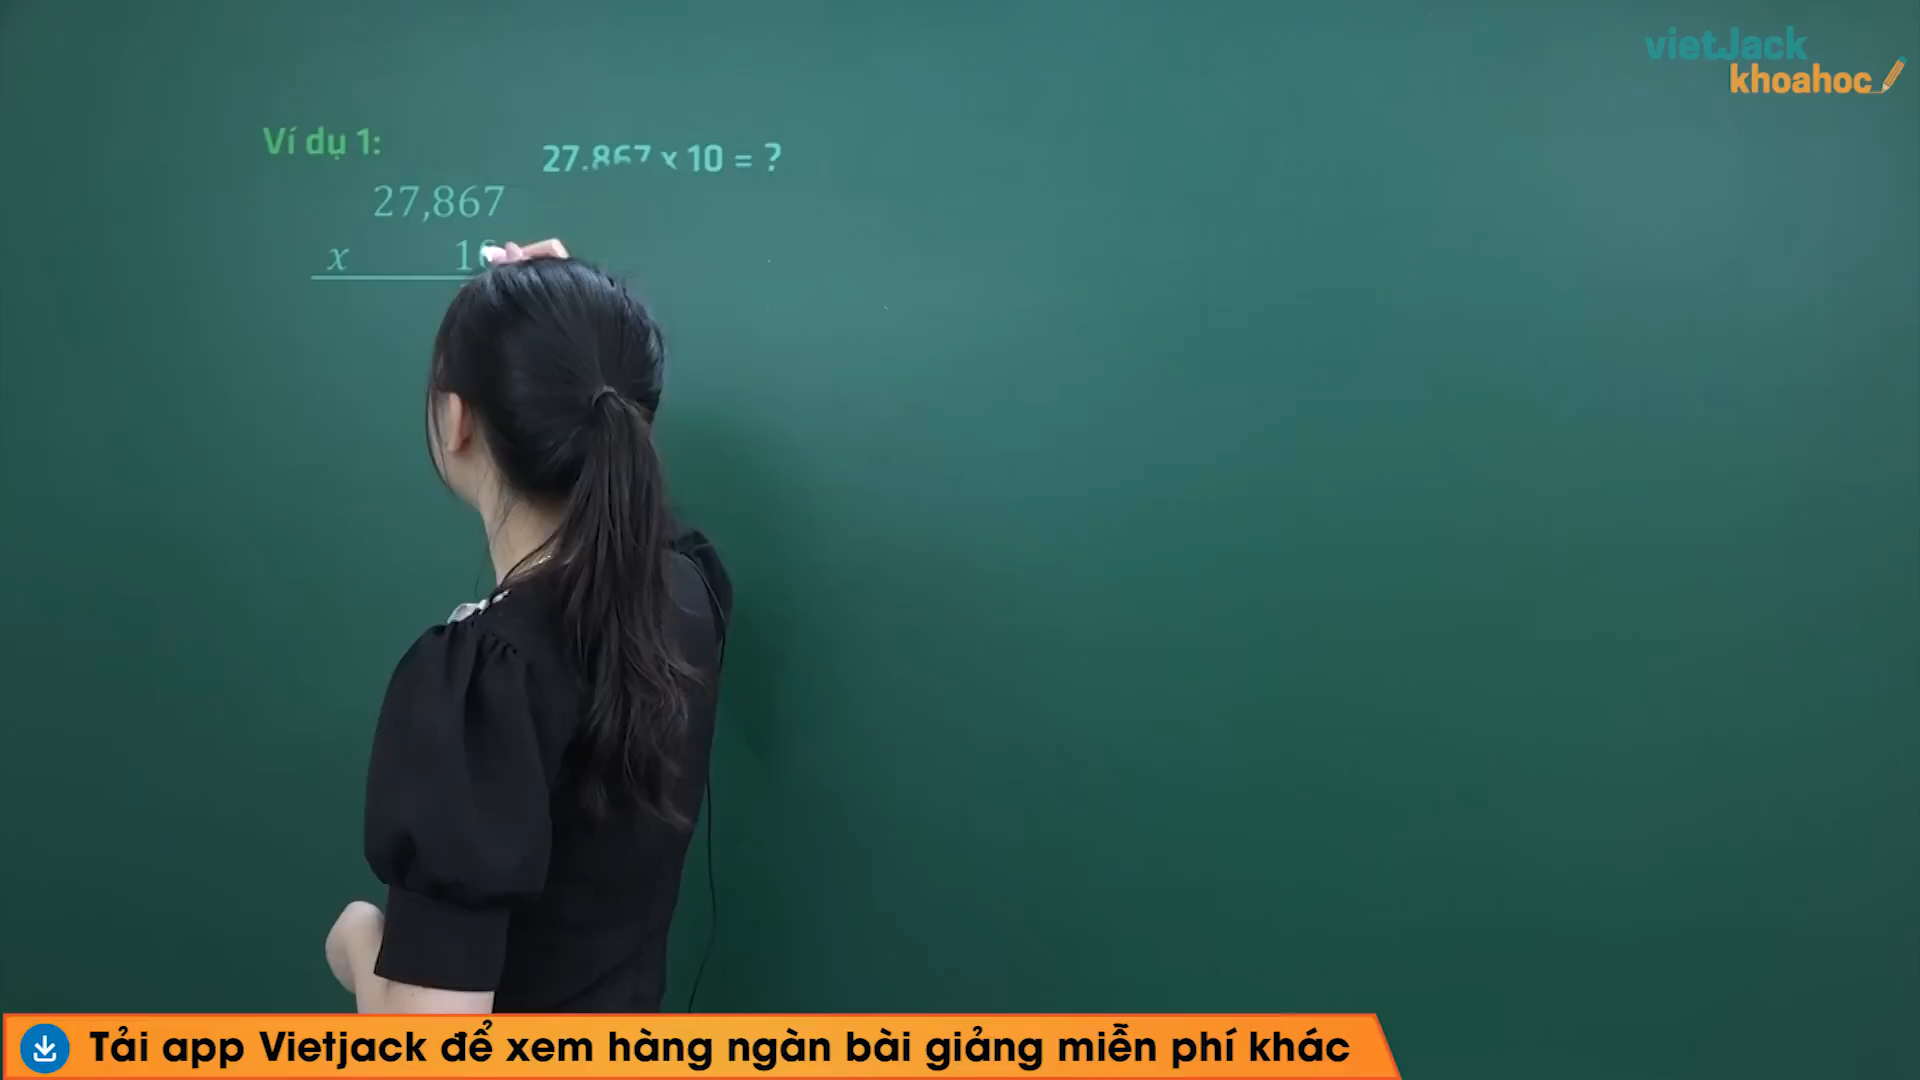 vietJack
khoahoc
Ví dụ 1:
27,867 x 10 = ?
27,867
x 10
Tải app Vietjack để xem hàng ngàn bài giảng miễn phí khác